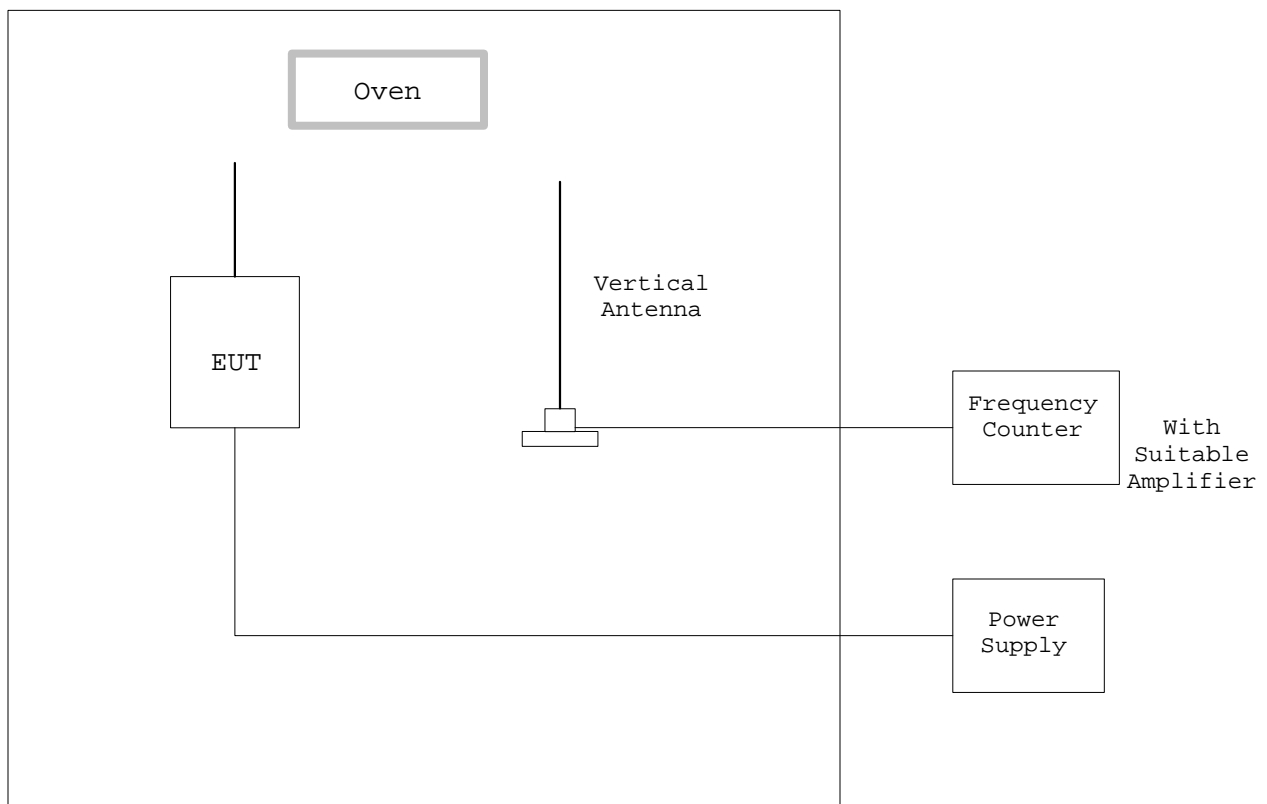 Oven
Vertical
Antenna
EUT
Frequency
Counter
With
Suitable
Amplifier
Power
Supply